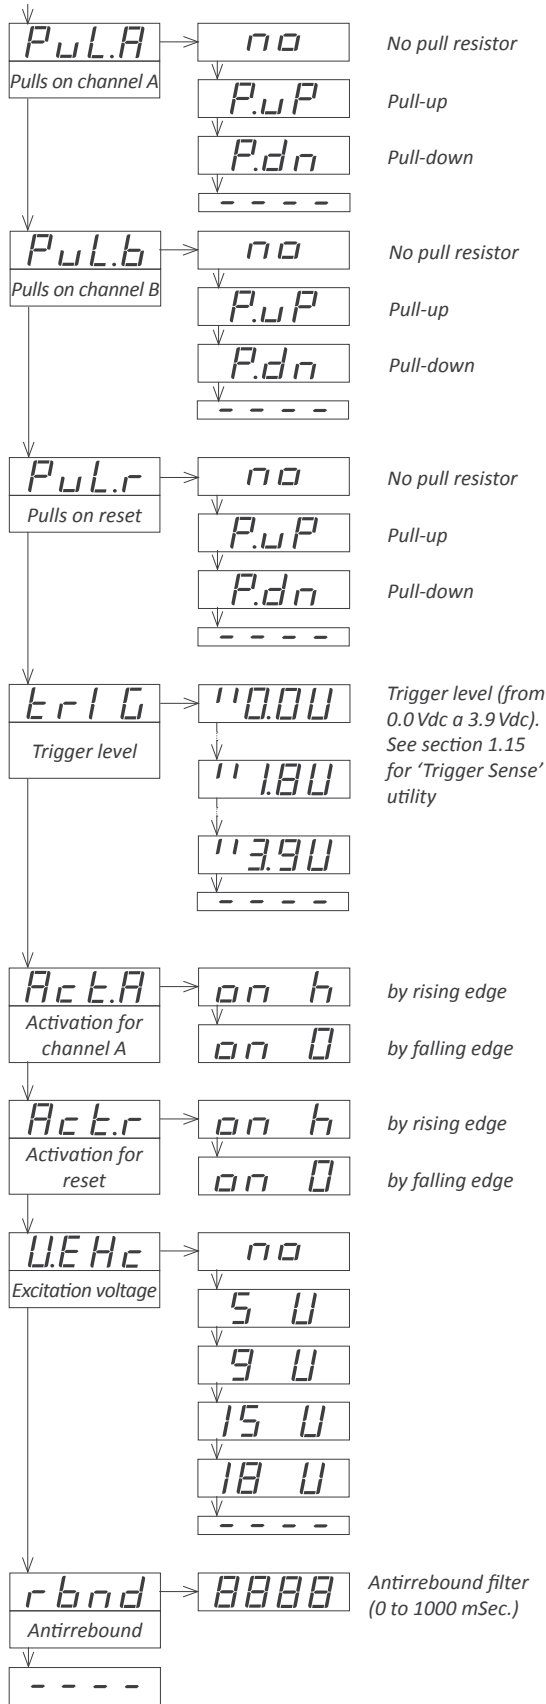 PuL.A
no
No pull resistor
Pulls on channel A
P.uP
Pull-up
P.dn
Pull-down
----
PuL.b
no
No pull resistor
Pulls on channel B
P.uP
Pull-up
P.dn
Pull-down
----
PuL.r
no
No pull resistor
Pulls on reset
P.uP
Pull-up
P.dn
Pull-down
----
trIG
''0.0U
Trigger level (from
0.0 Vdc a 3.9 Vdc).
See section 1.15
for ‘Trigger Sense’
utility
Trigger level
''1.8U
''3.9U
----
Act.A
on h
by rising edge
Activation for
channel A
on 0
by falling edge
Act.r
on h
by rising edge
Activation for
reset
on 0
by falling edge
U.EHc
no
Excitation voltage
5 U
9 U
15 U
18 U
----
rbnd
8888
Antirrebound filter
(0 to 1000 mSec.)
Antirrebound
----